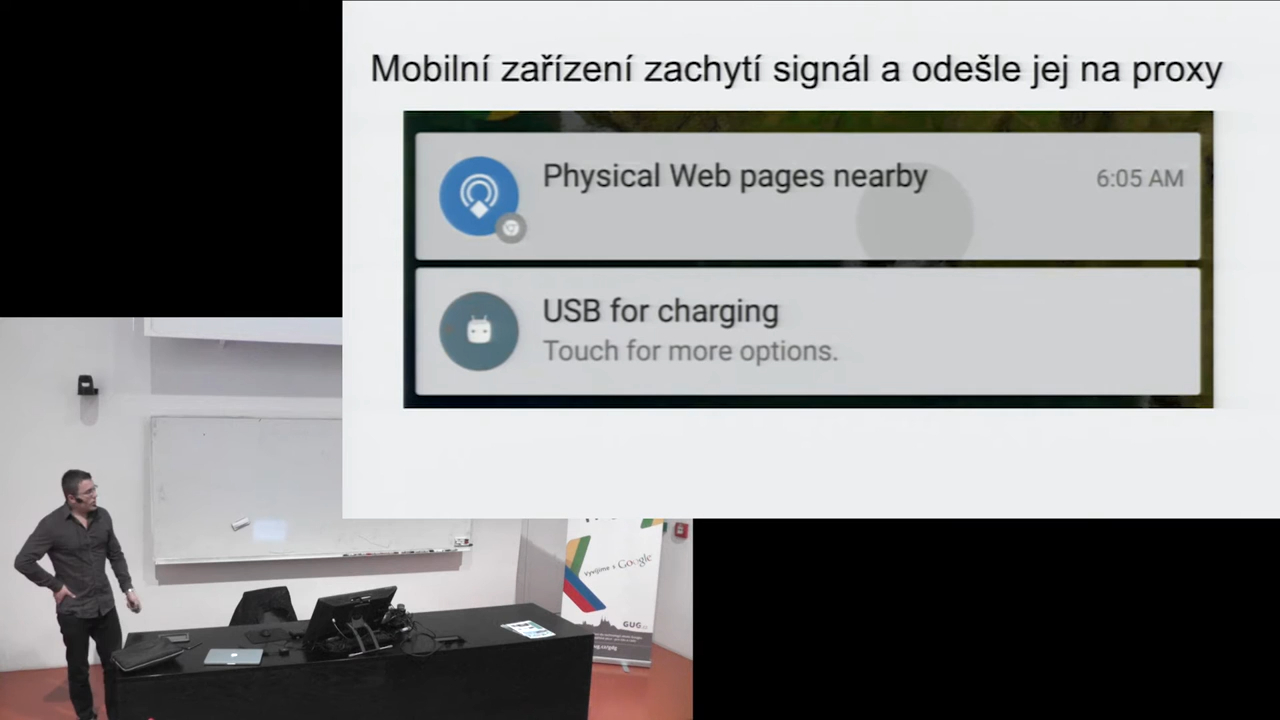 Mobilní zařízení zachytí signál a odešle jej na proxy
Physical Web pages nearby
6:05 AM
USB for charging
Touch for more options.
Vyvíjíme s Google
GUG.cz